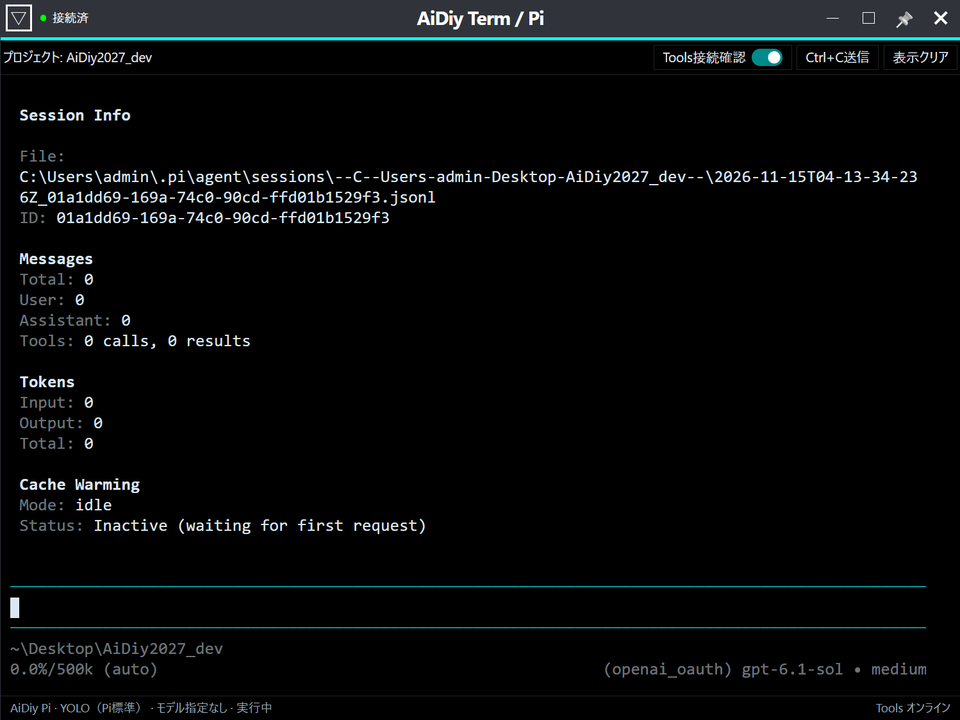 接続済
AiDiy Term / Pi
プロジェクト: AiDiy2027_dev
Tools接続確認
Ctrl+C送信
表示クリア
Session Info
File:
C:\Users\admin\.pi\agent\sessions\--C--Users-admin-Desktop-AiDiy2027_dev--\2026-11-15T04-13-34-23
6Z_01a1dd69-169a-74c0-90cd-ffd01b1529f3.jsonl
ID: 01a1dd69-169a-74c0-90cd-ffd01b1529f3
Messages
Total: 0
User: 0
Assistant: 0
Tools: 0 calls, 0 results
Tokens
Input: 0
Output: 0
Total: 0
Cache Warming
Mode: idle
Status: Inactive (waiting for first request)
~\Desktop\AiDiy2027_dev
0.0%/500k (auto)
(openai_oauth) gpt-6.1-sol • medium
AiDiy Pi · YOLO（Pi標準） · モデル指定なし · 実行中
Tools オンライン